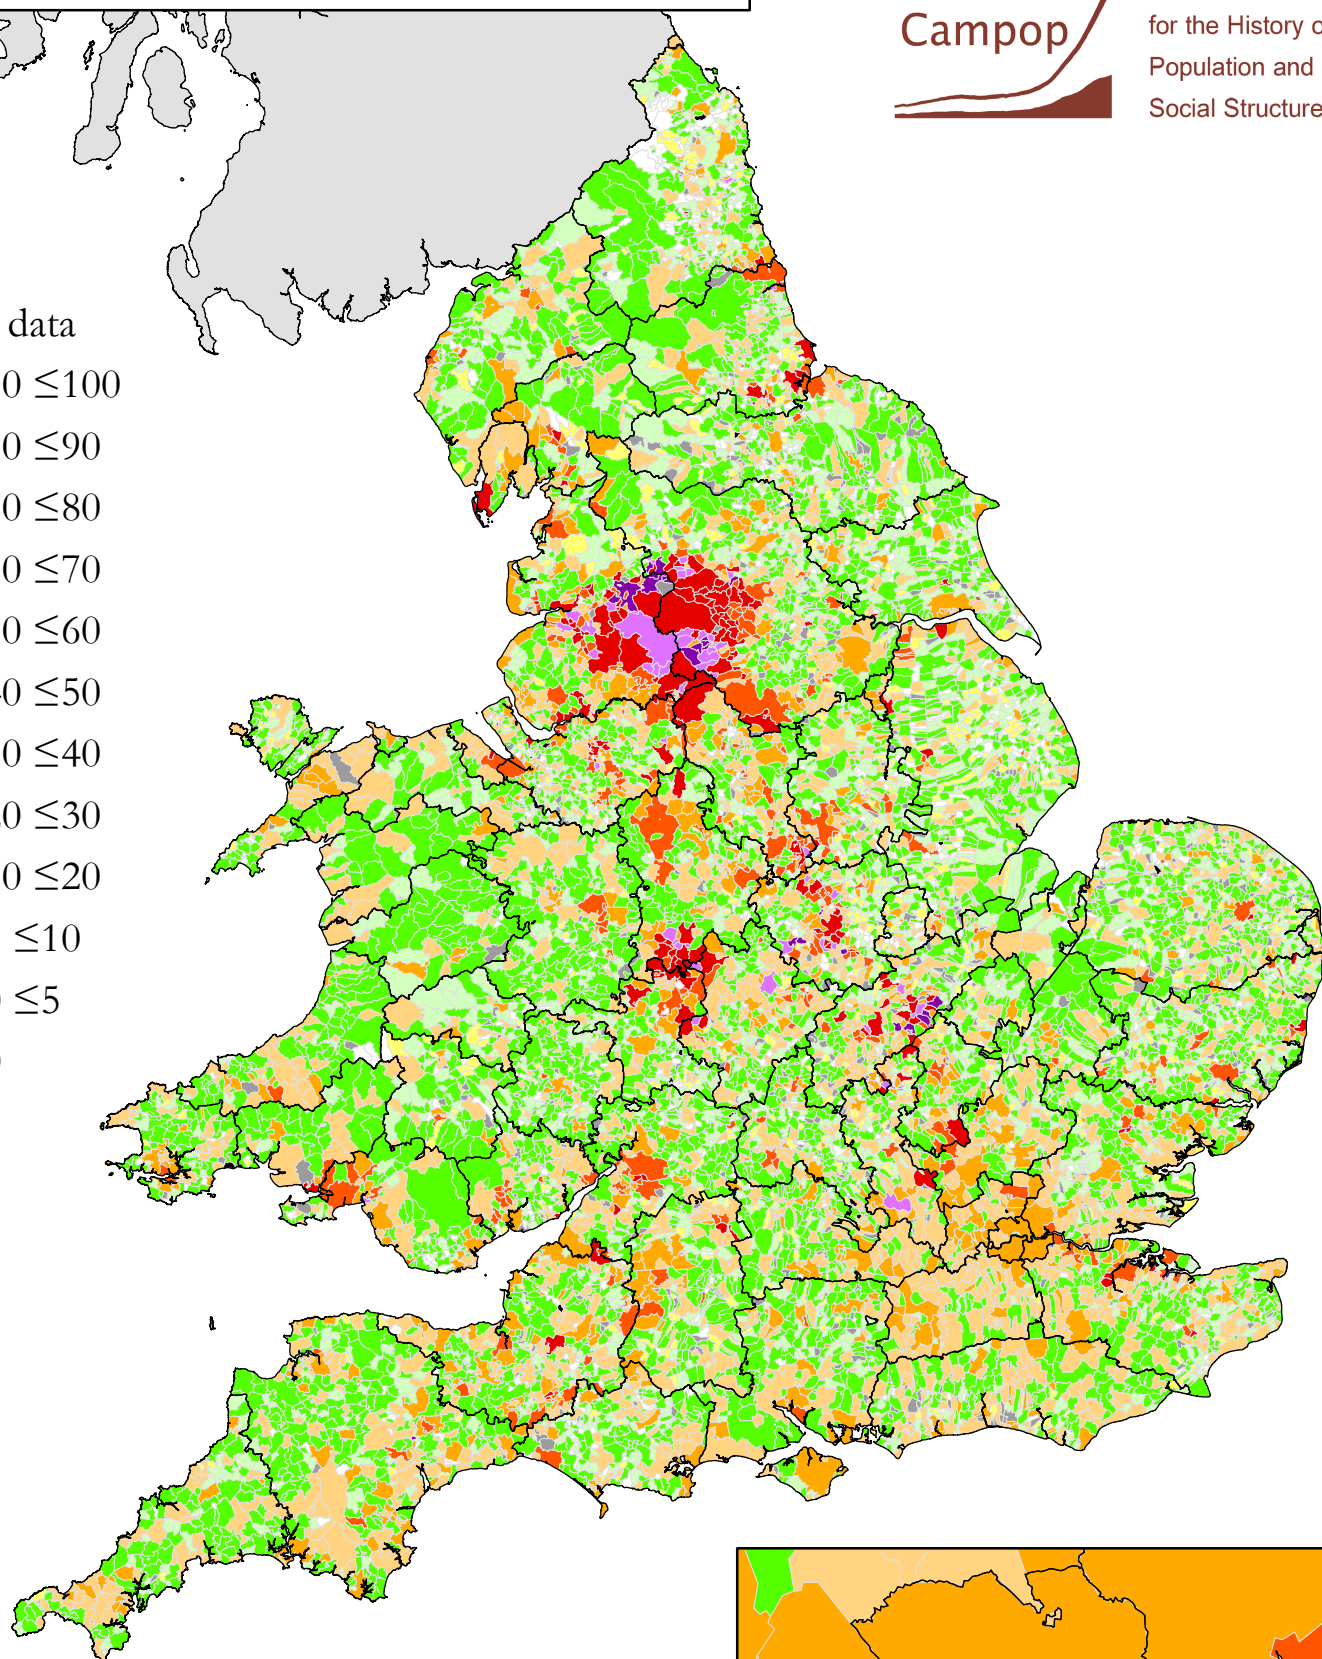 Campop
for the History o
Population and
Social Structure
data
0 ≤100
0 ≤90
0 ≤80
0 ≤70
0 ≤60
0 ≤50
0 ≤40
0 ≤30
0 ≤20
≤10
≤5